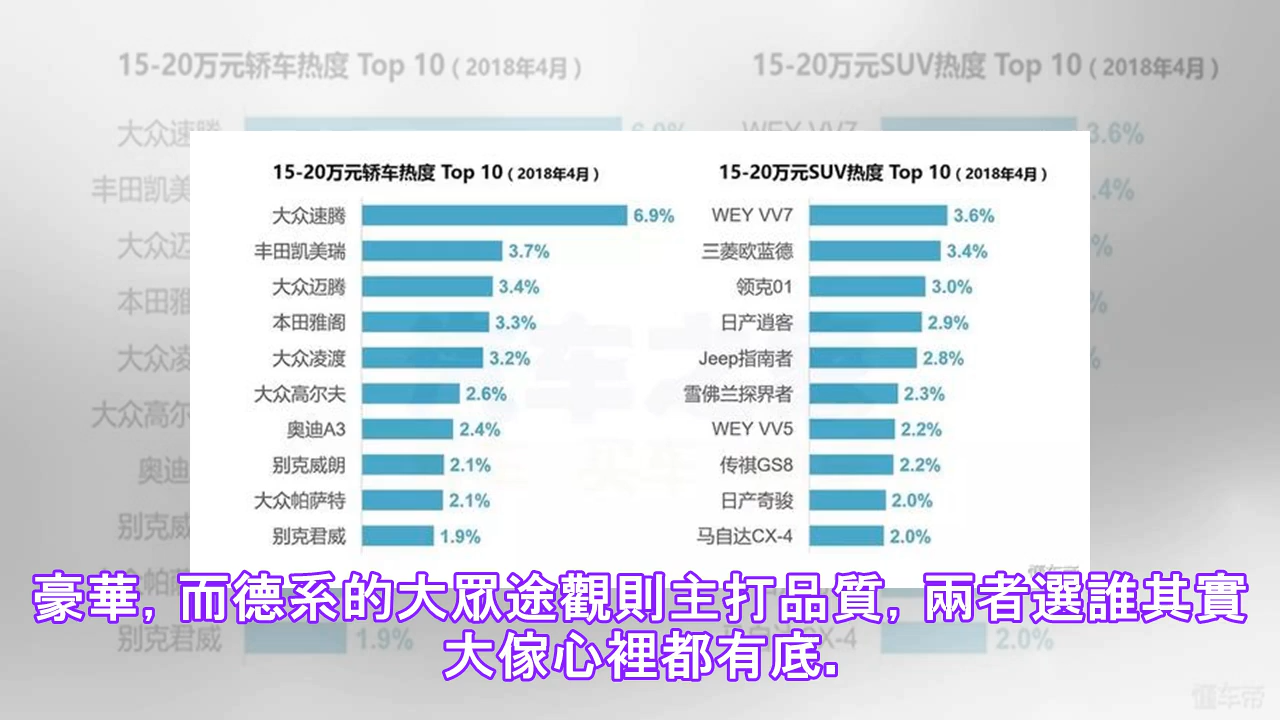 15-20万元轿车热度 Top 10（2018年4月）
15-20万元SUV热度 Top 10（2018年4月）
大众速腾 6.9%
丰田凯美瑞 3.7%
大众迈腾 3.4%
本田雅阁 3.3%
大众凌渡 3.2%
大众高尔夫 2.6%
奥迪A3 2.4%
别克威朗 2.1%
大众帕萨特 2.1%
别克君威 1.9%
WEY VV7 3.6%
三菱欧蓝德 3.4%
领克01 3.0%
日产逍客 2.9%
Jeep指南者 2.8%
雪佛兰探界者 2.3%
WEY VV5 2.2%
传祺GS8 2.2%
日产奇骏 2.0%
马自达CX-4 2.0%
豪華, 而德系的大眾途觀則主打品質, 兩者選誰其實
大傢心裡都有底.